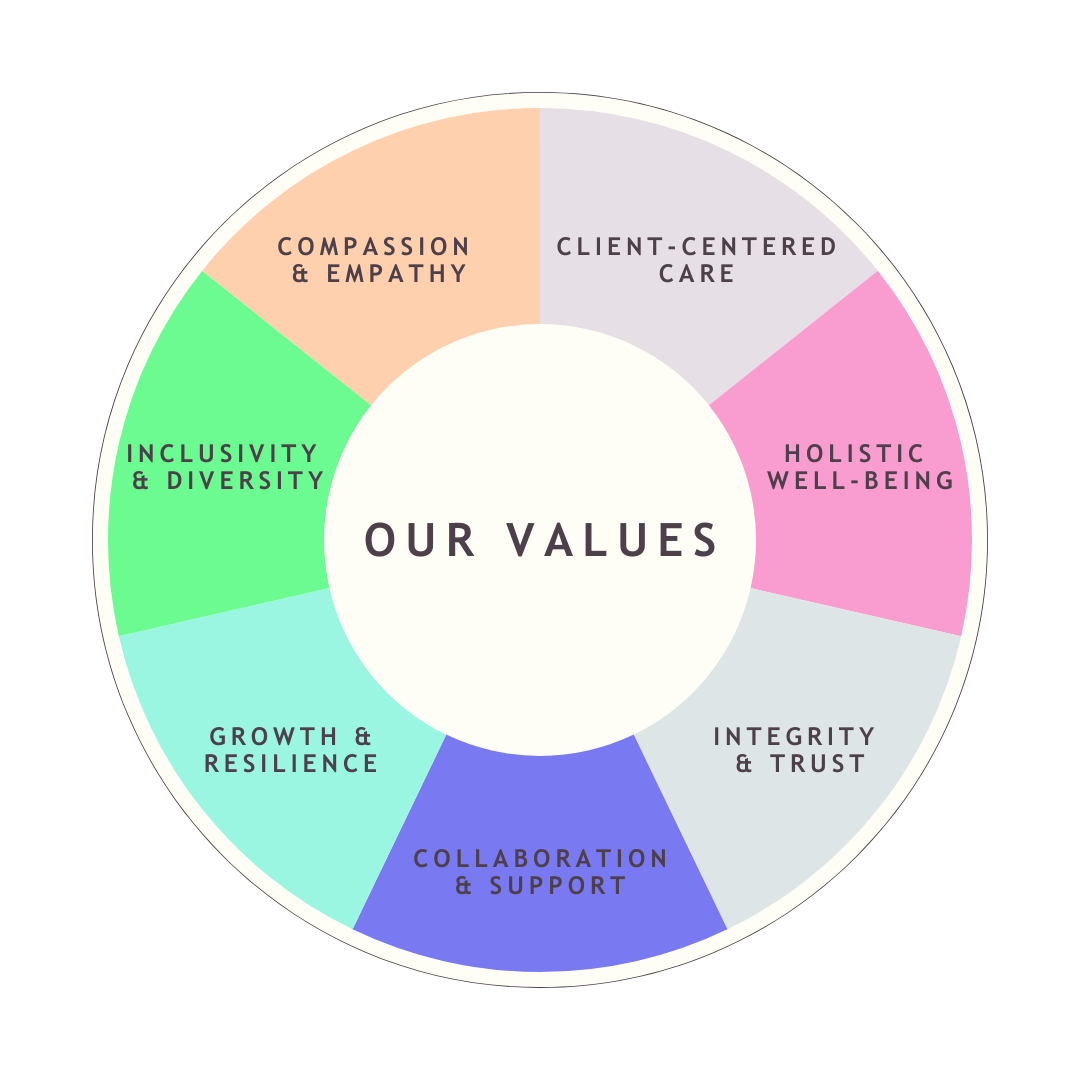 COMPASSION
& EMPATHY
CLIENT-CENTERED
CARE
INCLUSIVITY
& DIVERSITY
HOLISTIC
WELL-BEING
OUR VALUES
GROWTH &
RESILIENCE
INTEGRITY
& TRUST
COLLABORATION
& SUPPORT